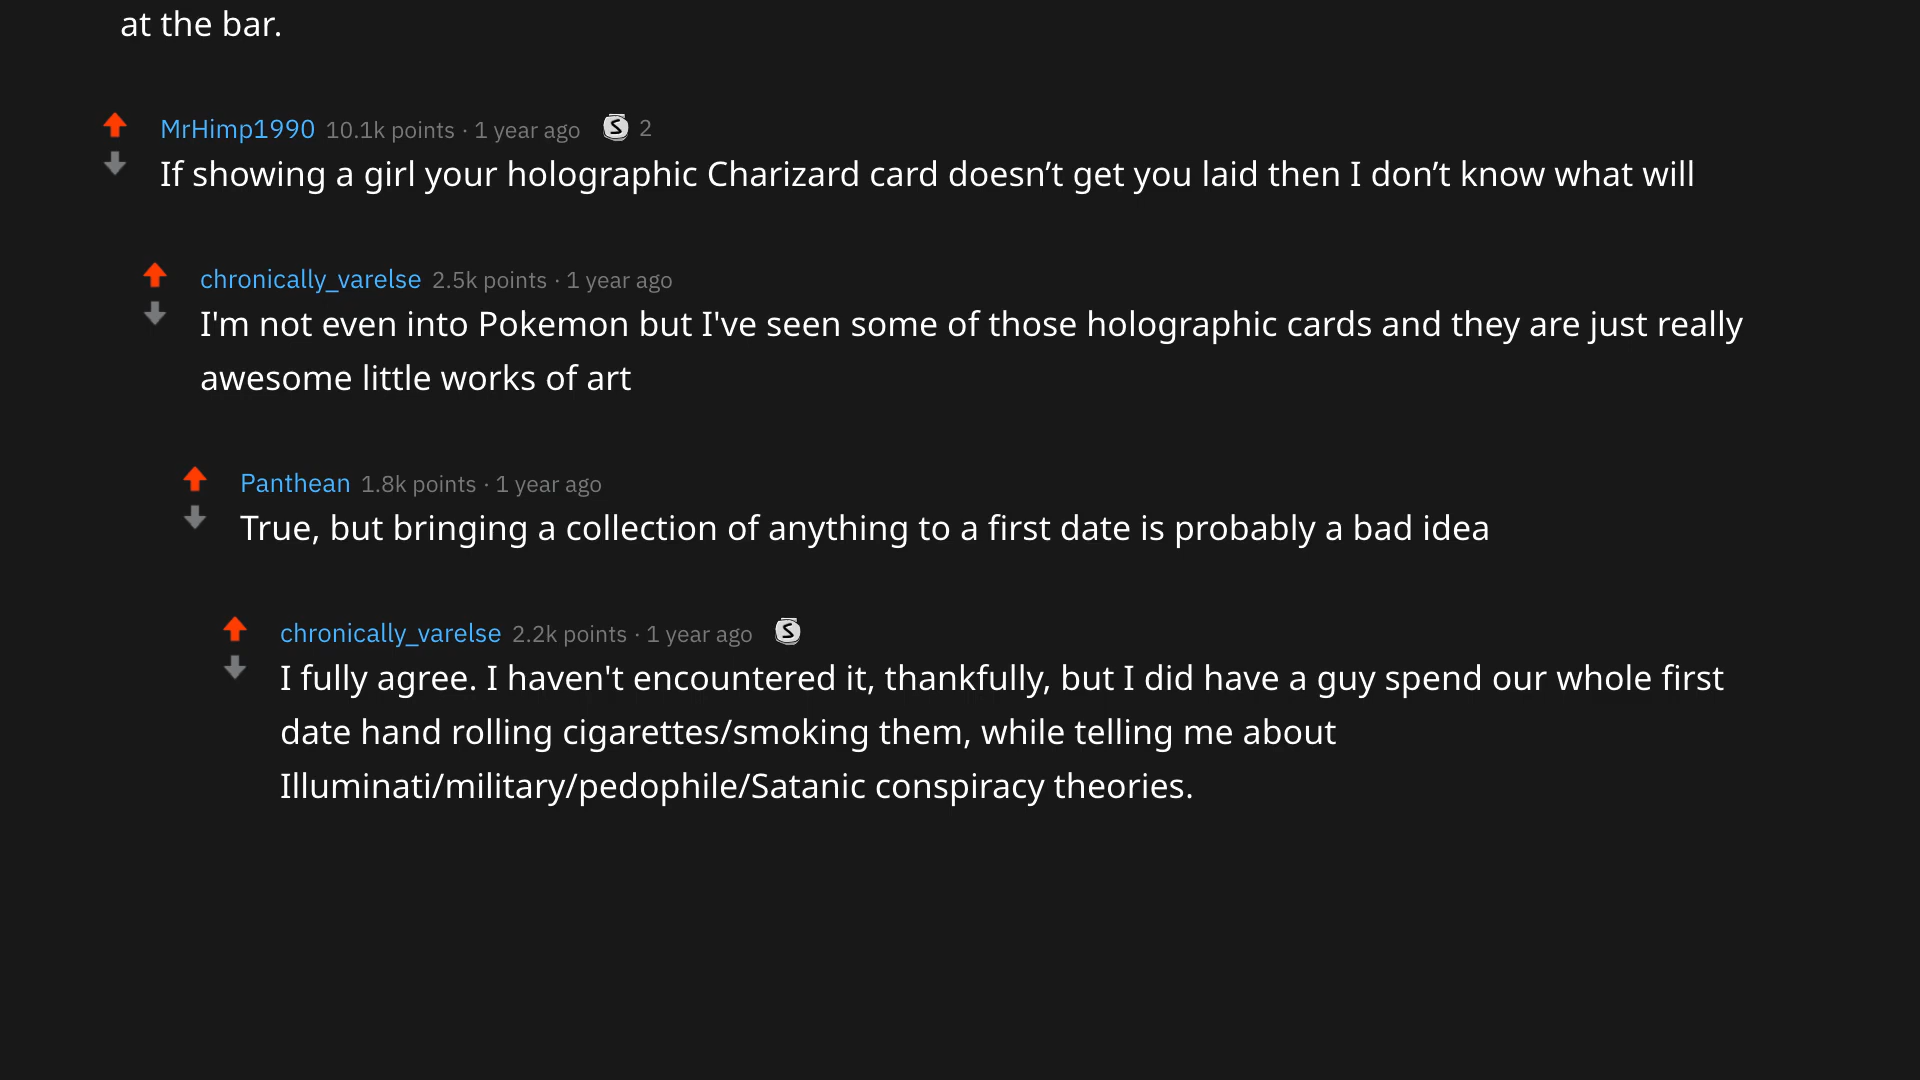 at the bar.
MrHimp1990 10.1k points · 1 year ago S 2
If showing a girl your holographic Charizard card doesn’t get you laid then I don’t know what will
chronically_varelse 2.5k points · 1 year ago
I'm not even into Pokemon but I've seen some of those holographic cards and they are just really
awesome little works of art
Panthean 1.8k points · 1 year ago
True, but bringing a collection of anything to a first date is probably a bad idea
chronically_varelse 2.2k points · 1 year ago S
I fully agree. I haven't encountered it, thankfully, but I did have a guy spend our whole first
date hand rolling cigarettes/smoking them, while telling me about
Illuminati/military/pedophile/Satanic conspiracy theories.